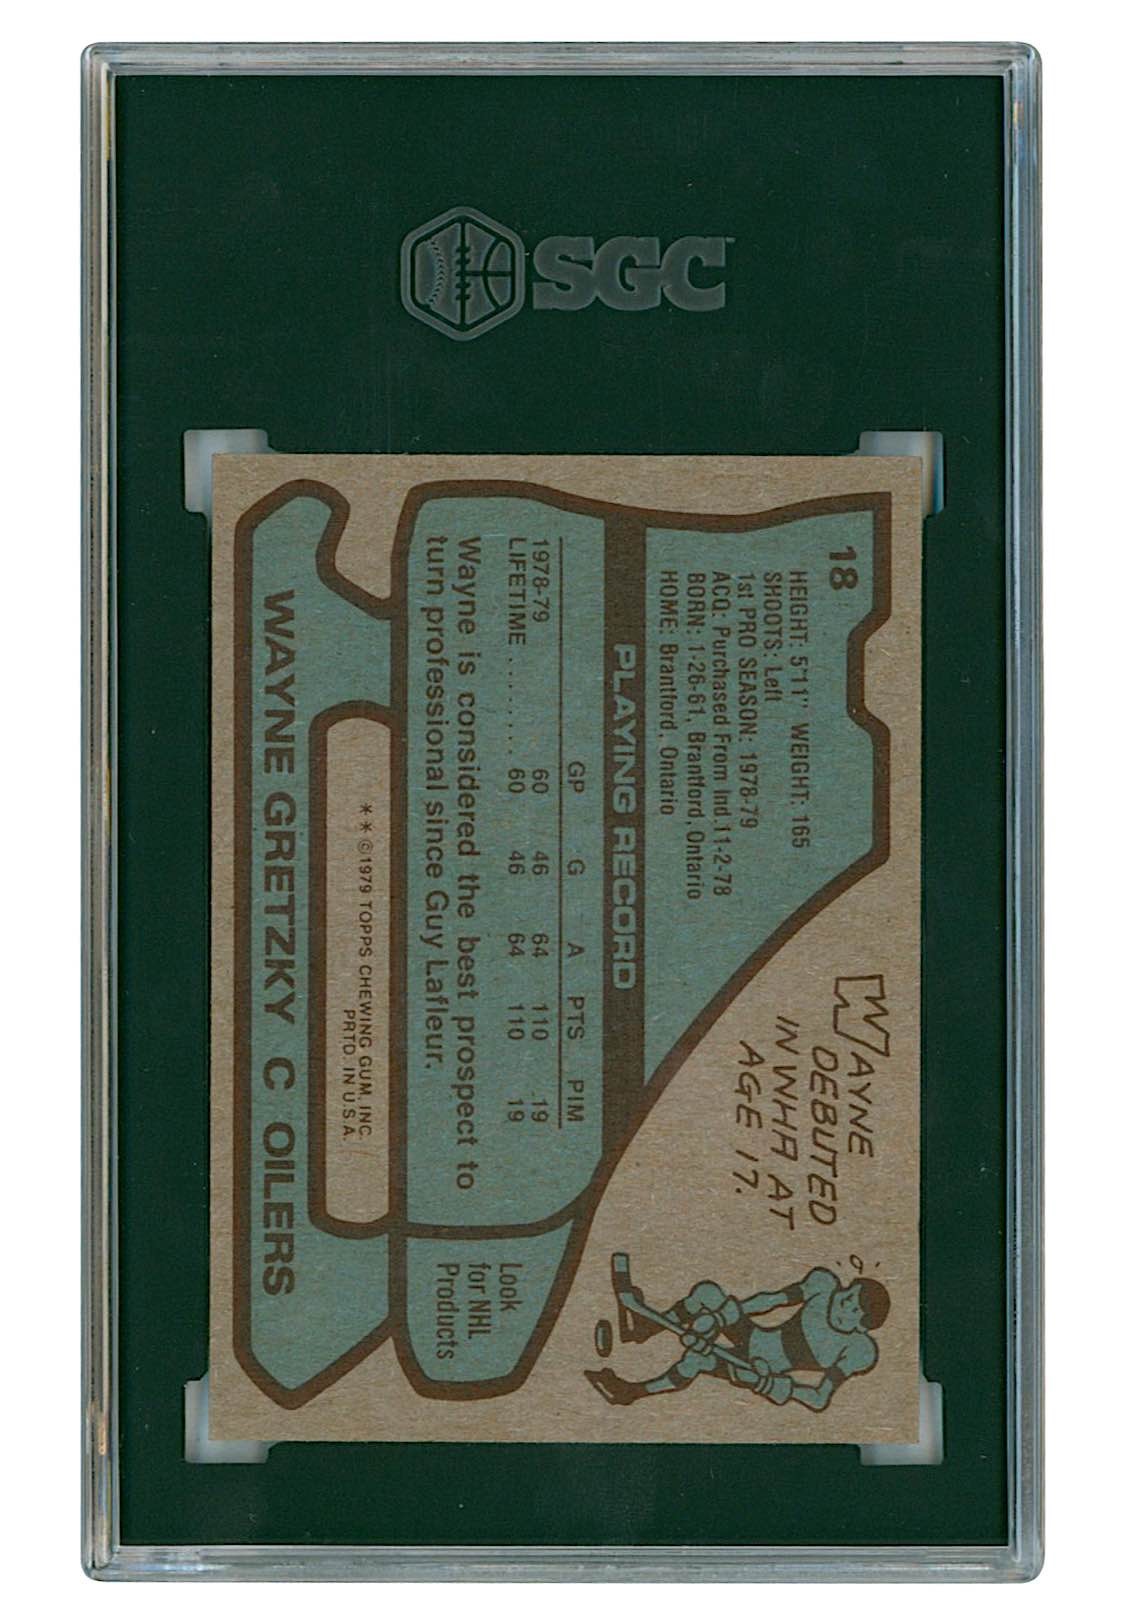 SGC
18
HEIGHT: 5'11" WEIGHT: 165
SHOOTS: Left
1st PRO SEASON: 1978-79
ACQ: Purchased From Ind.11-2-78
BORN: 1-26-61, Brantford, Ontario
HOME: Brantford, Ontario
WAYNE
DEBUTED
IN WHA AT
AGE 17.
PLAYING RECORD
GP G A PTS PIM
1978-79 60 46 64 110 19
LIFETIME ........ 60 46 64 110 19
Wayne is considered the best prospect to
turn professional since Guy Lafleur.
Look
for NHL
Products
**©1979 TOPPS CHEWING GUM, INC.
PRTD. IN U.S.A.
WAYNE GRETZKY C OILERS